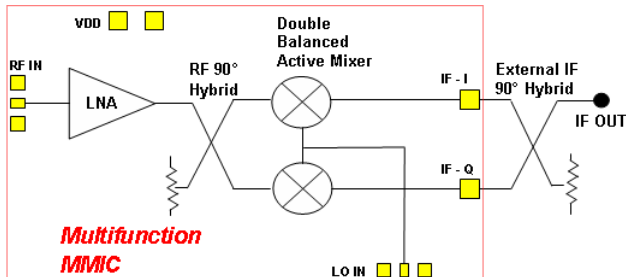 VDD
Double
Balanced
Active Mixer
RF IN
LNA
RF 90°
Hybrid
IF - I
External IF
90° Hybrid
IF OUT
IF - Q
Multifunction
MMIC
LO IN